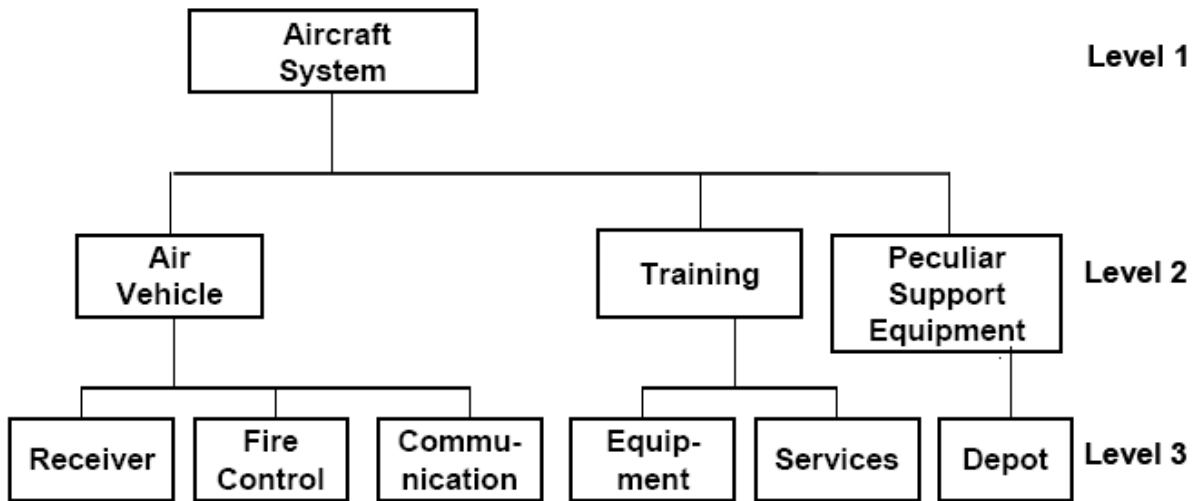 Aircraft
System
Level 1
Air
Vehicle
Training
Peculiar
Support
Equipment
Level 2
Receiver
Fire
Control
Commu-
nication
Equip-
ment
Services
Depot
Level 3